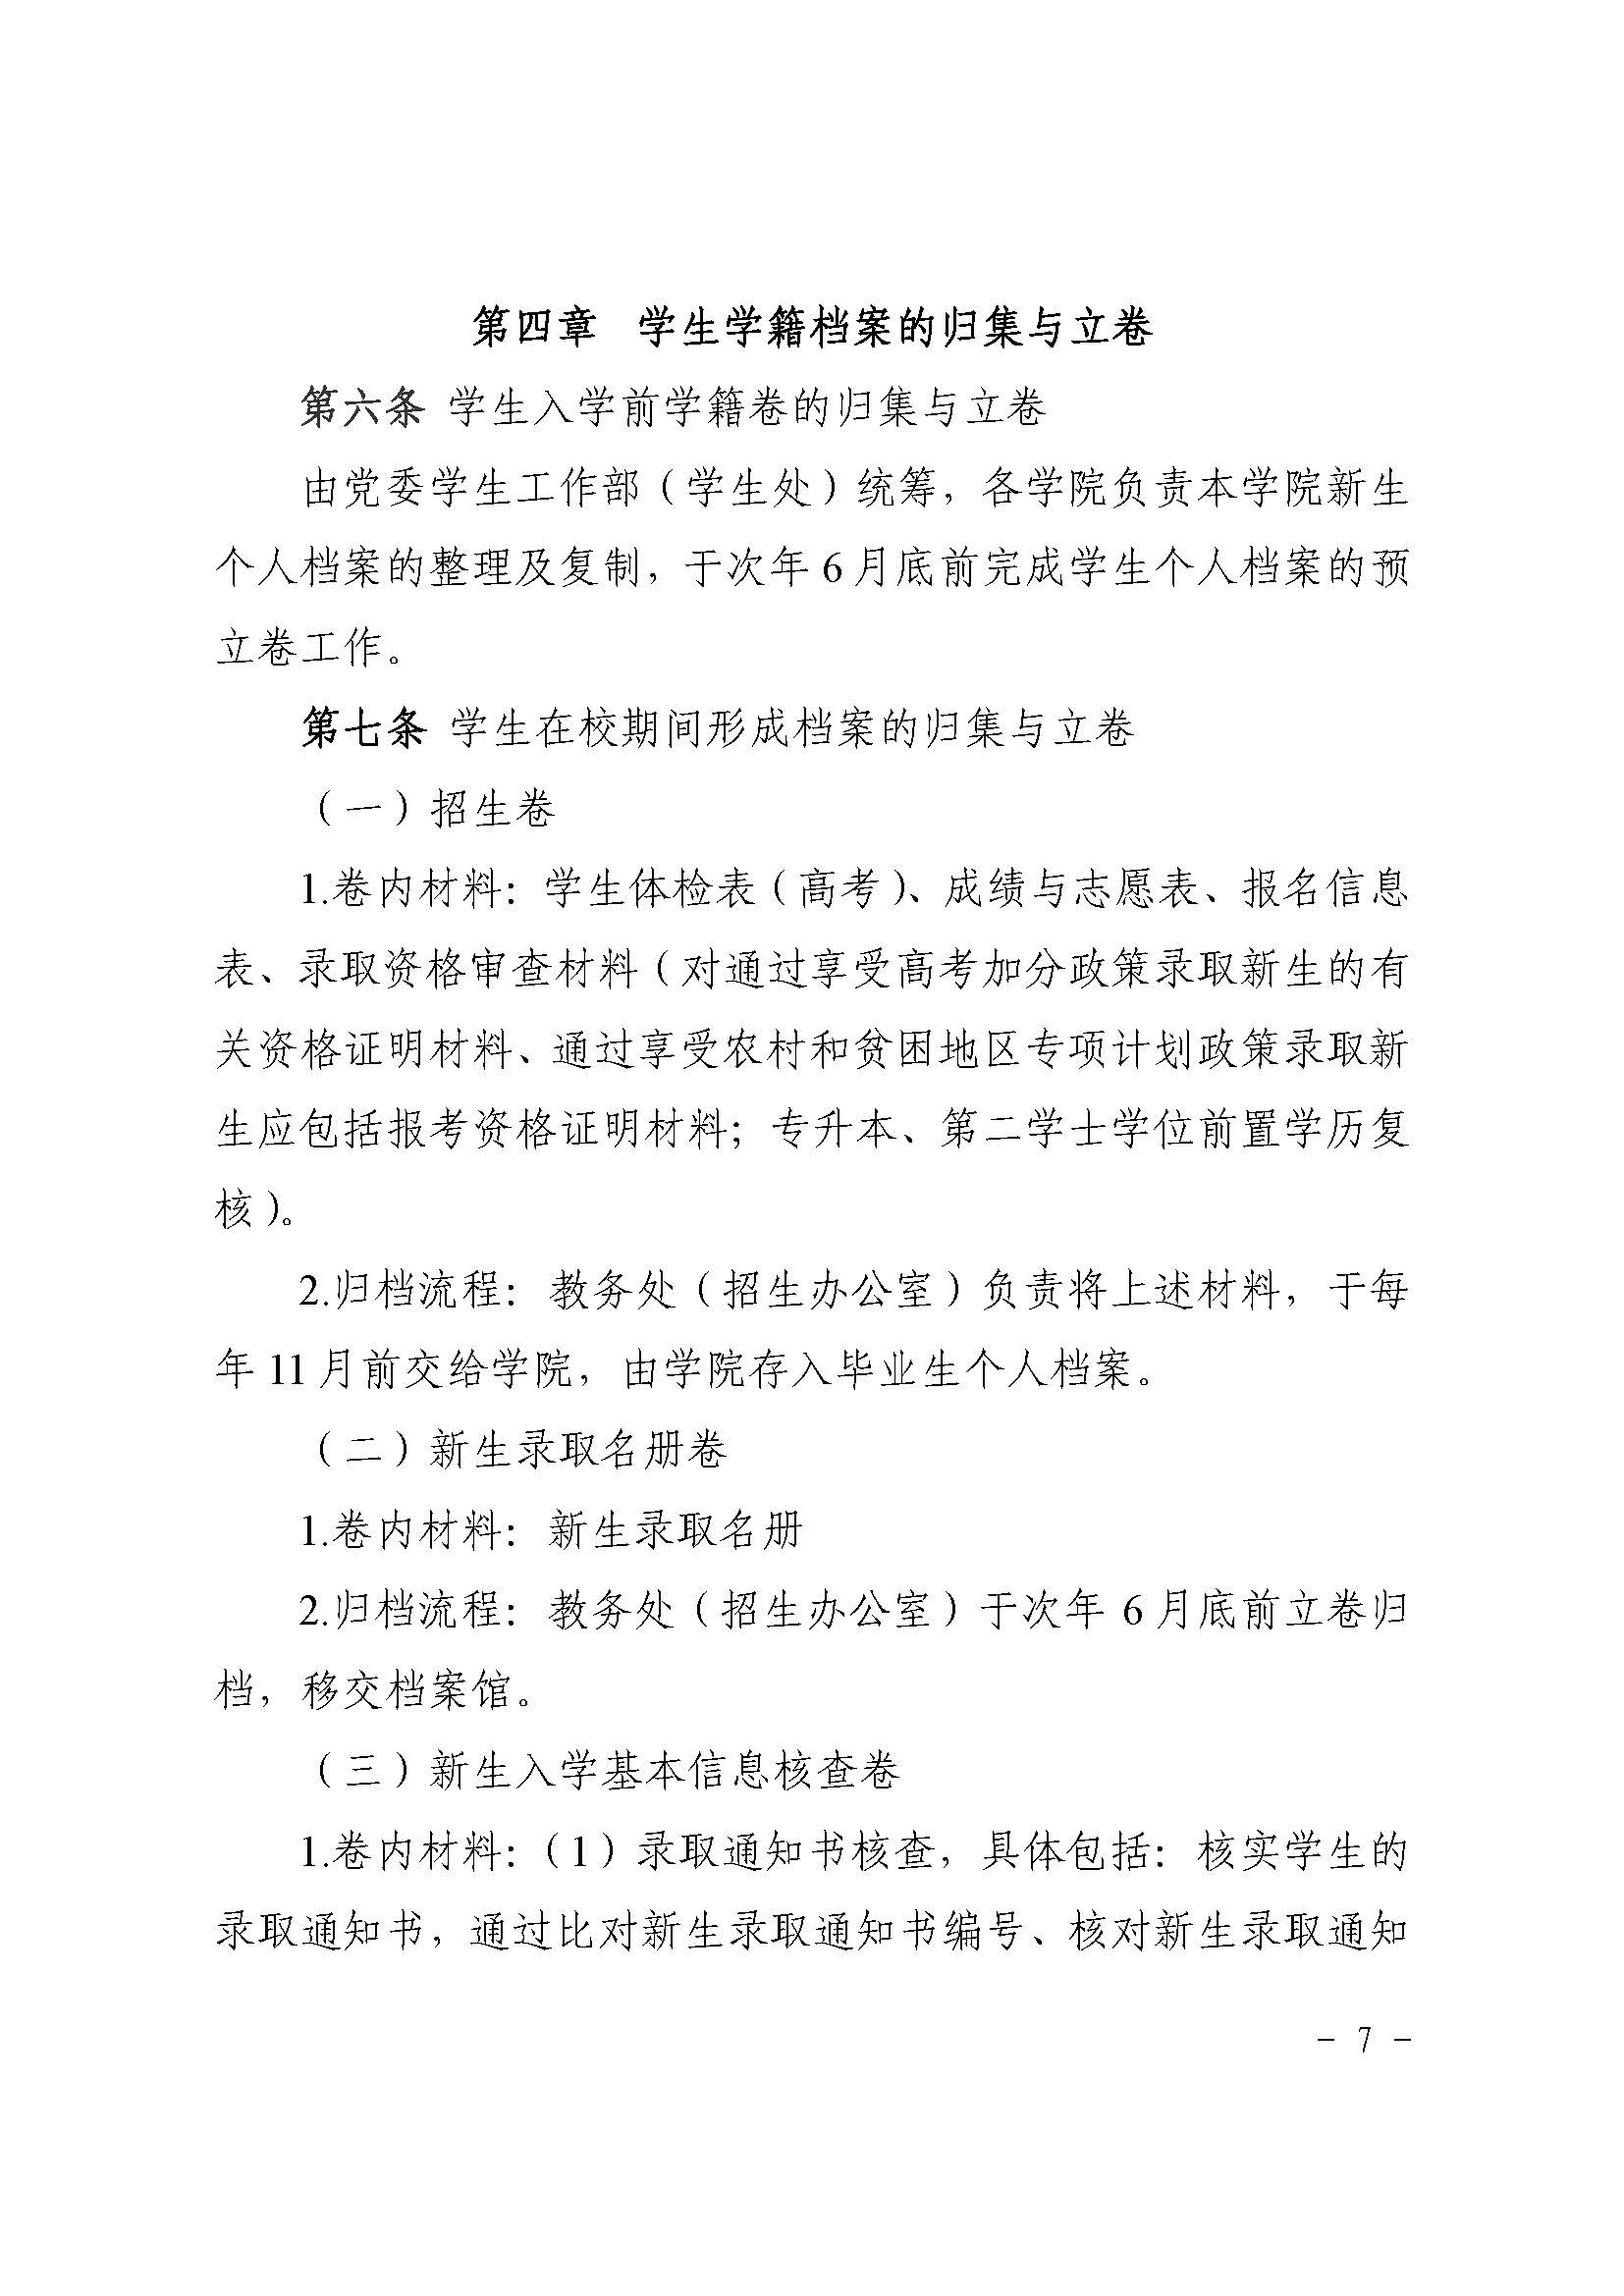 第四章 学生学籍档案的归集与立卷
第六条 学生入学前学籍卷的归集与立卷
由党委学生工作部（学生处）统筹，各学院负责本学院新生
个人档案的整理及复制，于次年 6 月底前完成学生个人档案的预
立卷工作。
第七条 学生在校期间形成档案的归集与立卷
（一）招生卷
1.卷内材料：学生体检表（高考）、成绩与志愿表、报名信息
表、录取资格审查材料（对通过享受高考加分政策录取新生的有
关资格证明材料、通过享受农村和贫困地区专项计划政策录取新
生应包括报考资格证明材料；专升本、第二学士学位前置学历复
核）。
2.归档流程：教务处（招生办公室）负责将上述材料，于每
年 11 月前交给学院，由学院存入毕业生个人档案。
（二）新生录取名册卷
1.卷内材料：新生录取名册
2.归档流程：教务处（招生办公室）于次年 6 月底前立卷归
档，移交档案馆。
（三）新生入学基本信息核查卷
1.卷内材料：（1）录取通知书核查，具体包括：核实学生的
录取通知书，通过比对新生录取通知书编号、核对新生录取通知
- 7 -